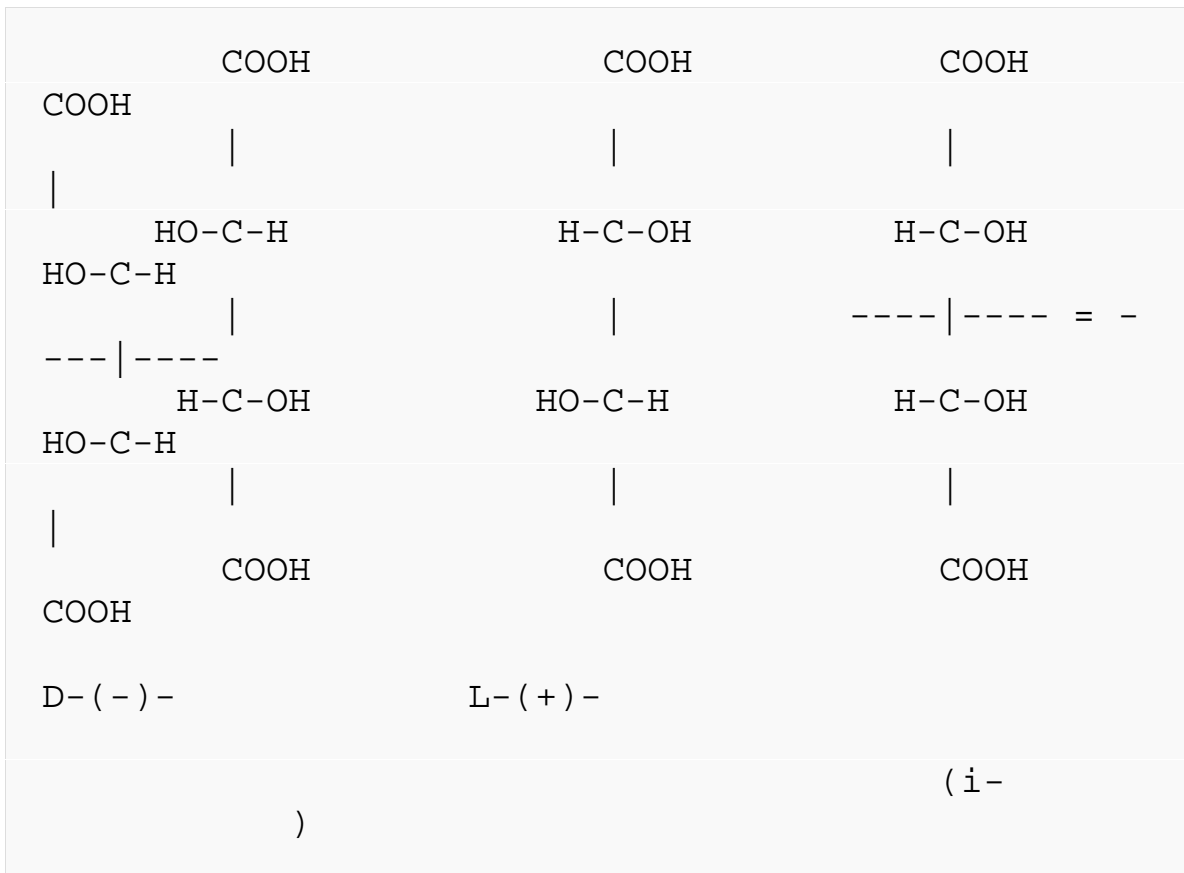 COOH COOH COOH
COOH
| | |
|
HO-C-H H-C-OH H-C-OH
HO-C-H
| | ----|---- = -
---|----
H-C-OH HO-C-H H-C-OH
HO-C-H
| | |
|
COOH COOH COOH
COOH
D-(-)- L-(+)-
(i-
)